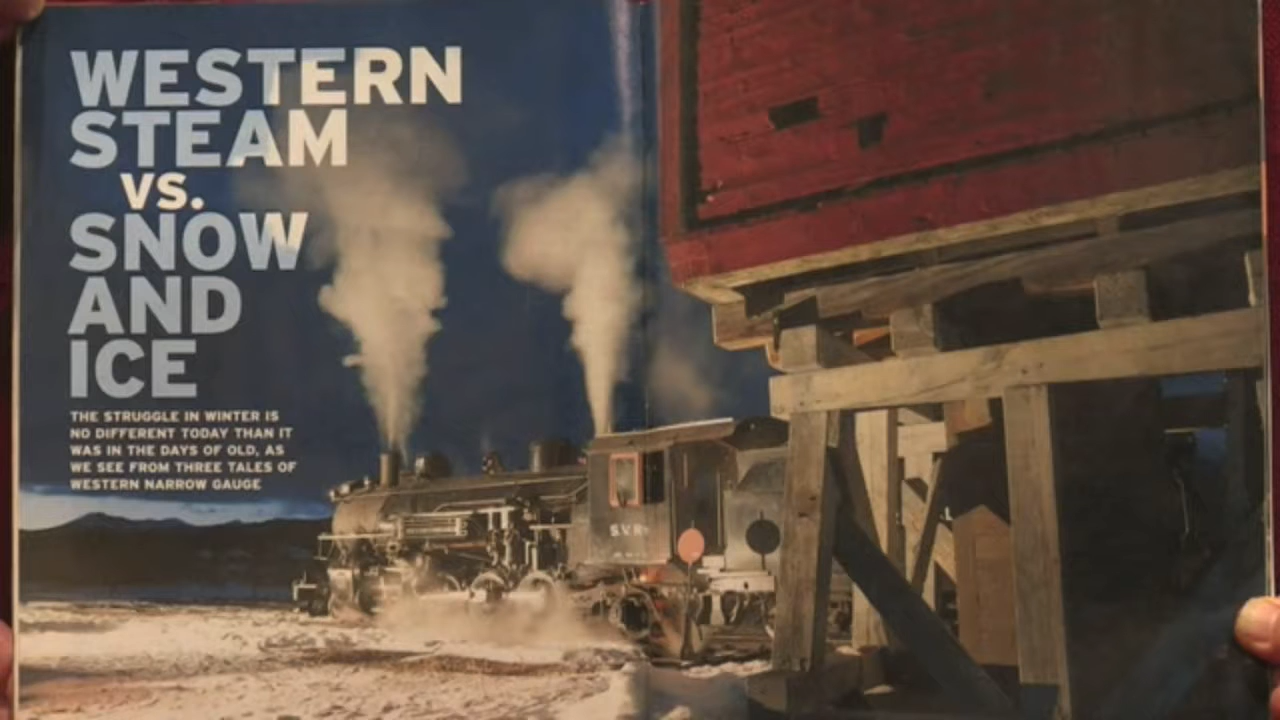 WESTERN
STEAM
VS.
SNOW
AND
ICE
THE STRUGGLE IN WINTER IS
NO DIFFERENT TODAY THAN IT
WAS IN THE DAYS OF OLD, AS
WE SEE FROM THREE TALES OF
WESTERN NARROW GAUGE
S.V.RY.